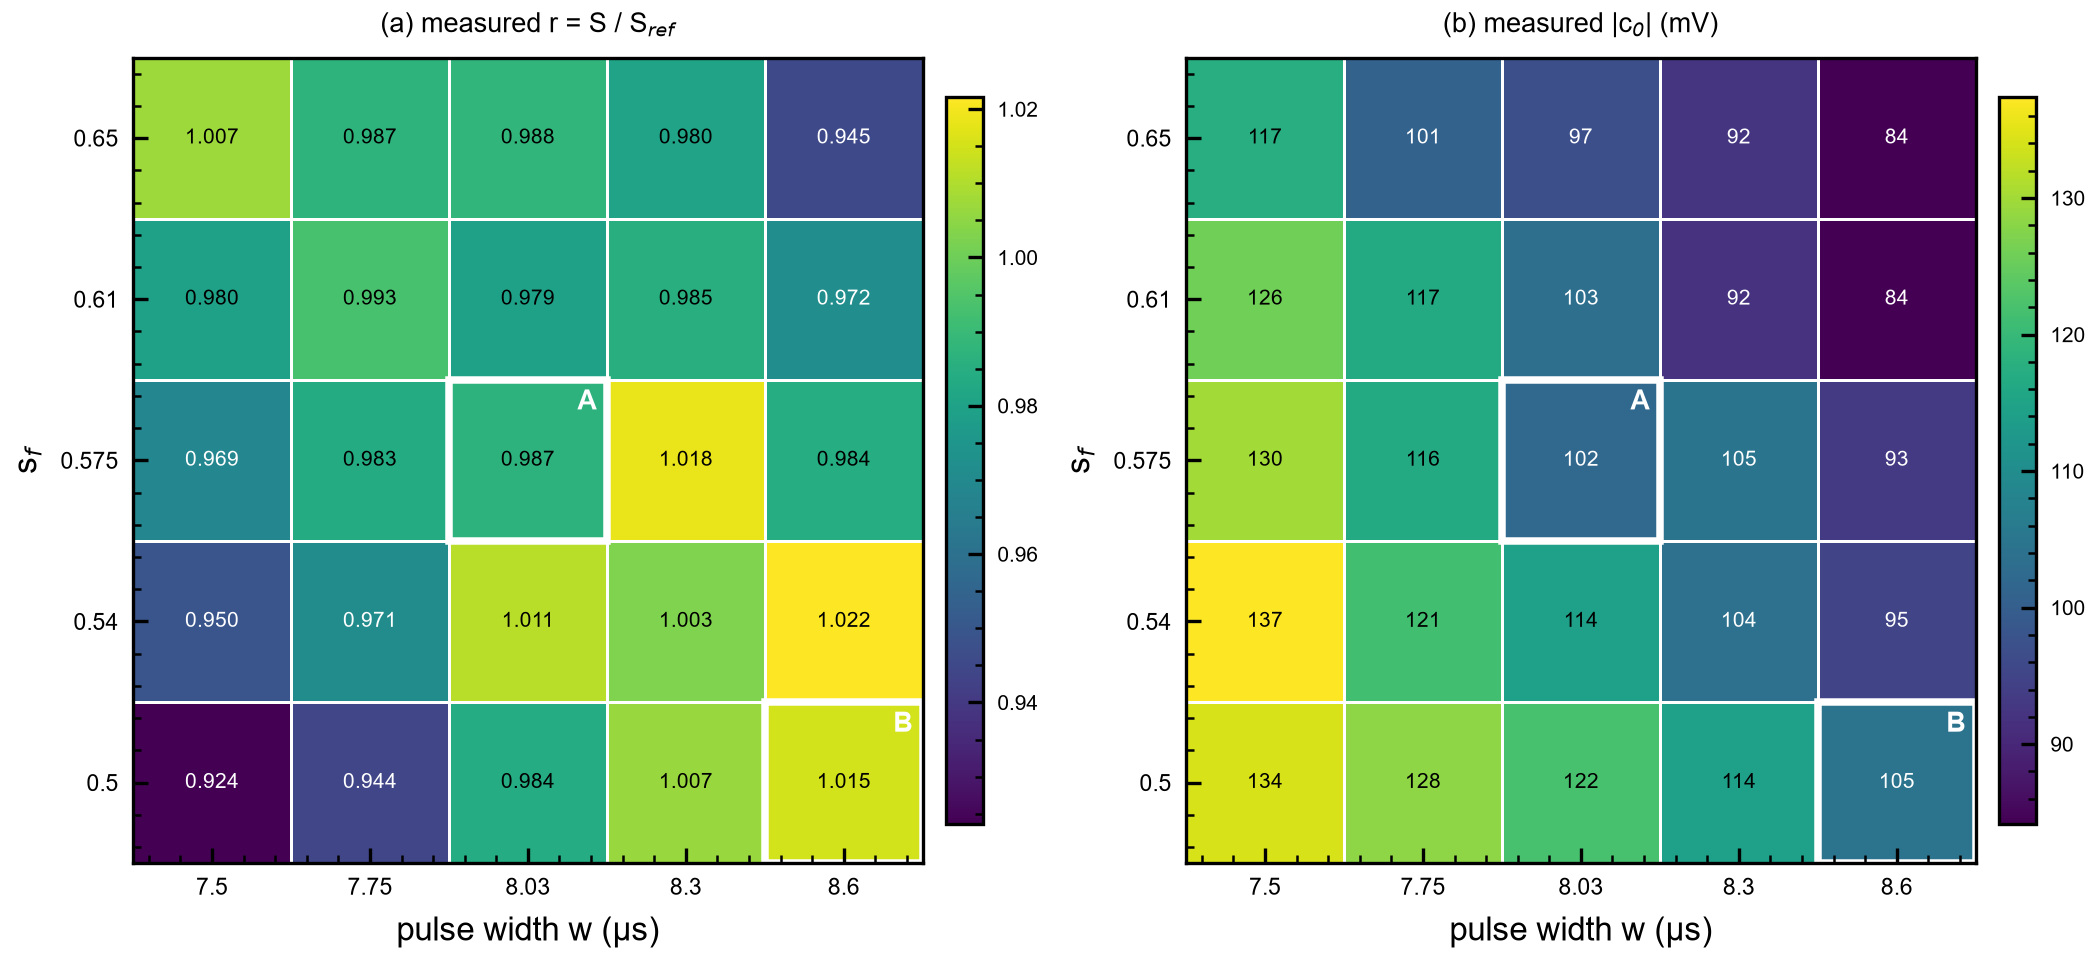 (a) measured r = S / S_ref
0.65 1.007 0.987 0.988 0.980 0.945
0.61 0.980 0.993 0.979 0.985 0.972
A
0.575 0.969 0.983 0.987 1.018 0.984
0.54 0.950 0.971 1.011 1.003 1.022
B
0.5 0.924 0.944 0.984 1.007 1.015
7.5 7.75 8.03 8.3 8.6
s_f
pulse width w (µs)
1.02
1.00
0.98
0.96
0.94
(b) measured |c_0| (mV)
0.65 117 101 97 92 84
0.61 126 117 103 92 84
A
0.575 130 116 102 105 93
0.54 137 121 114 104 95
B
0.5 134 128 122 114 105
7.5 7.75 8.03 8.3 8.6
s_f
pulse width w (µs)
130
120
110
100
90